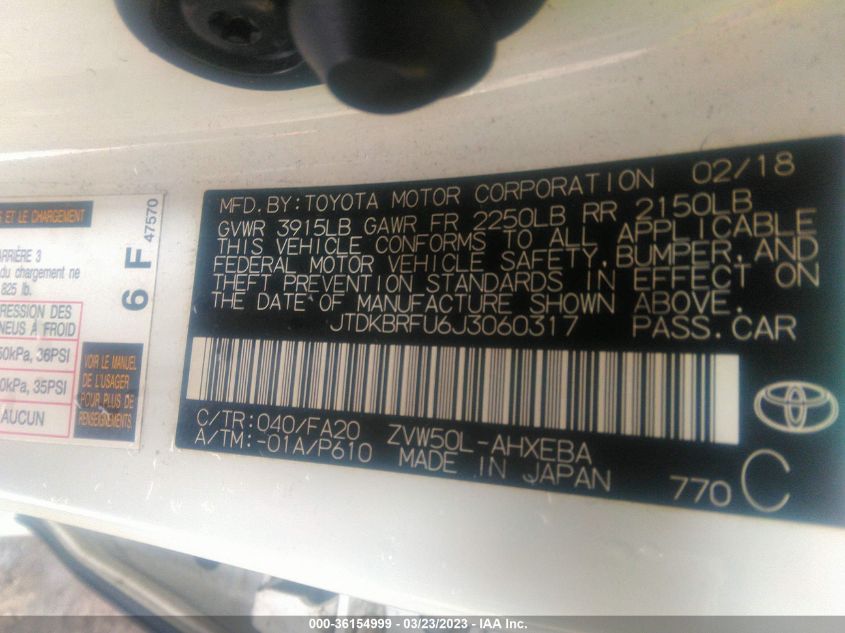 S ET LE CHARGEMENT
ARRIÈRE 3
du chargement ne
825 lb.
RESSION DES
NEUS À FROID
50kPa, 36PSI
0kPa, 35PSI
AUCUN
VOIR LE MANUEL
DE L'USAGER
POUR PLUS DE
RENSEIGNEMENTS
6 F 47570
MFD.BY:TOYOTA MOTOR CORPORATION 02/18
GVWR 3915LB GAWR FR 2250LB RR 2150LB
THIS VEHICLE CONFORMS TO ALL APPLICABLE
FEDERAL MOTOR VEHICLE SAFETY,BUMPER,AND
THEFT PREVENTION STANDARDS IN EFFECT ON
THE DATE OF MANUFACTURE SHOWN ABOVE.
JTDKBRFU6J3060317 PASS.CAR
C/TR:040/FA20 ZVW50L-AHXEBA
A/TM:-01A/P610 MADE IN JAPAN
770 C
000-36154999 - 03/23/2023 - IAA Inc.